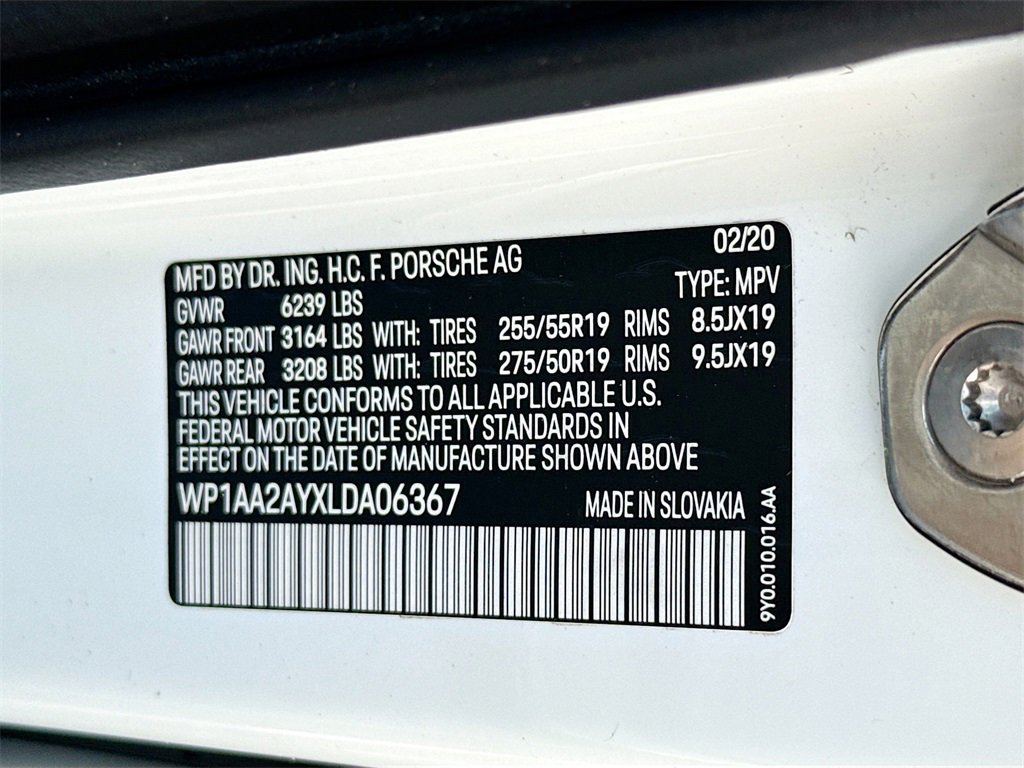 MFD BY DR. ING. H.C. F. PORSCHE AG 02/20
GVWR 6239 LBS TYPE: MPV
GAWR FRONT 3164 LBS WITH: TIRES 255/55R19 RIMS 8.5JX19
GAWR REAR 3208 LBS WITH: TIRES 275/50R19 RIMS 9.5JX19
THIS VEHICLE CONFORMS TO ALL APPLICABLE U.S.
FEDERAL MOTOR VEHICLE SAFETY STANDARDS IN
EFFECT ON THE DATE OF MANUFACTURE SHOWN ABOVE
WP1AA2AYXLDA06367 MADE IN SLOVAKIA
9Y0.010.016.AA